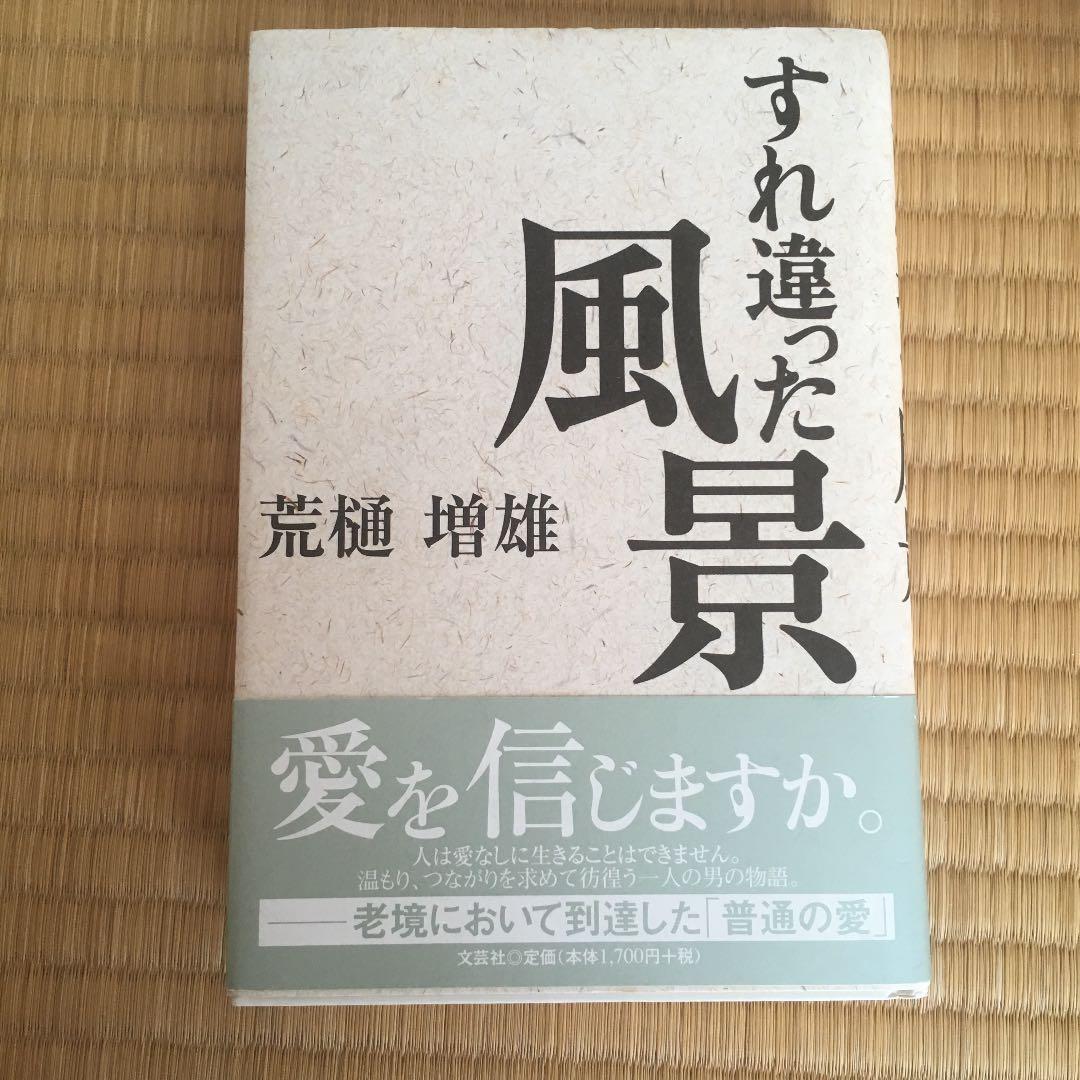 すれ違った
風景
荒樋 増雄
愛を信じますか。
人は愛なしに生きることはできません。
温もり、つながりを求めて彷徨う一人の男の物語。
――老境において到達した「普通の愛」
文芸社◎定価（本体1,700円＋税）